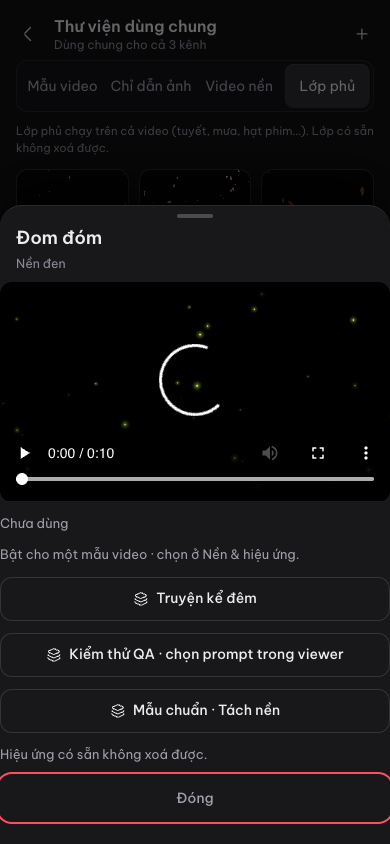 Thư viện dùng chung
Dùng chung cho cả 3 kênh
Mẫu video
Chỉ dẫn ảnh
Video nền
Lớp phủ
Lớp phủ chạy trên cả video (tuyết, mưa, hạt phim…). Lớp có sẵn
không xoá được.
Đom đóm
Nền đen
0:00 / 0:10
Chưa dùng
Bật cho một mẫu video · chọn ở Nền & hiệu ứng.
Truyện kể đêm
Kiểm thử QA · chọn prompt trong viewer
Mẫu chuẩn · Tách nền
Hiệu ứng có sẵn không xoá được.
Đóng